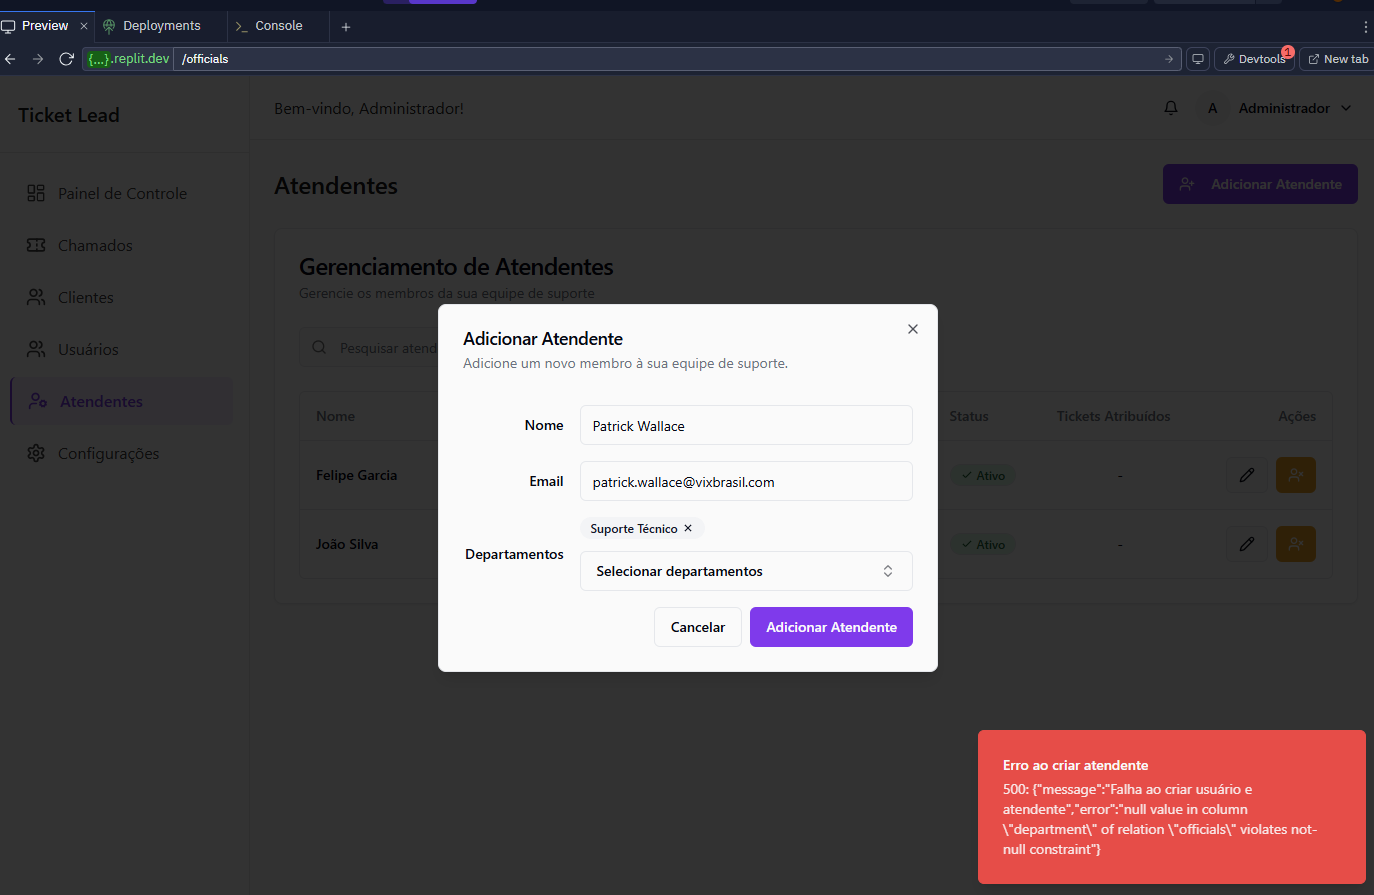 Preview
Deployments
Console
{...}.replit.dev
/officials
Devtools
1
New tab
Ticket Lead
Bem-vindo, Administrador!
A
Administrador
Painel de Controle
Chamados
Clientes
Usuários
Atendentes
Configurações
Atendentes
Adicionar Atendente
Gerenciamento de Atendentes
Gerencie os membros da sua equipe de suporte
Pesquisar atend
Nome
Status
Tickets Atribuídos
Ações
Felipe Garcia
Ativo
-
João Silva
Ativo
-
Adicionar Atendente
Adicione um novo membro à sua equipe de suporte.
Nome
Patrick Wallace
Email
patrick.wallace@vixbrasil.com
Suporte Técnico
Departamentos
Selecionar departamentos
Cancelar
Adicionar Atendente
Erro ao criar atendente
500: {"message":"Falha ao criar usuário e
atendente","error":"null value in column
\"department\" of relation \"officials\" violates not-
null constraint"}